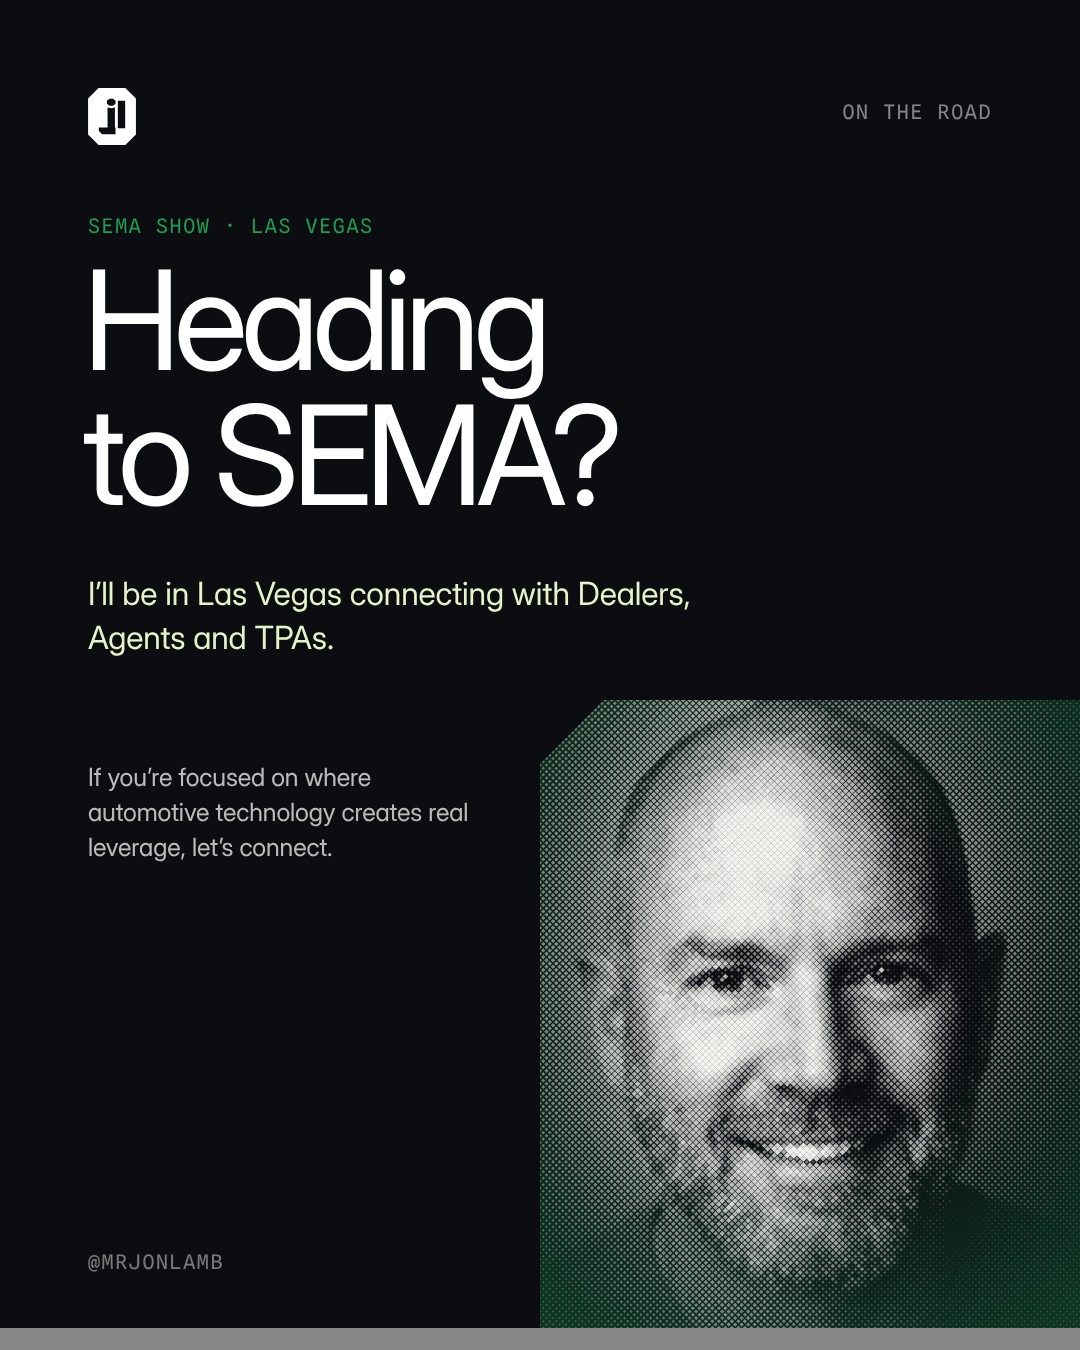 jl
ON THE ROAD
SEMA SHOW · LAS VEGAS
Heading
to SEMA?
I’ll be in Las Vegas connecting with Dealers,
Agents and TPAs.
If you’re focused on where
automotive technology creates real
leverage, let’s connect.
@MRJONLAMB